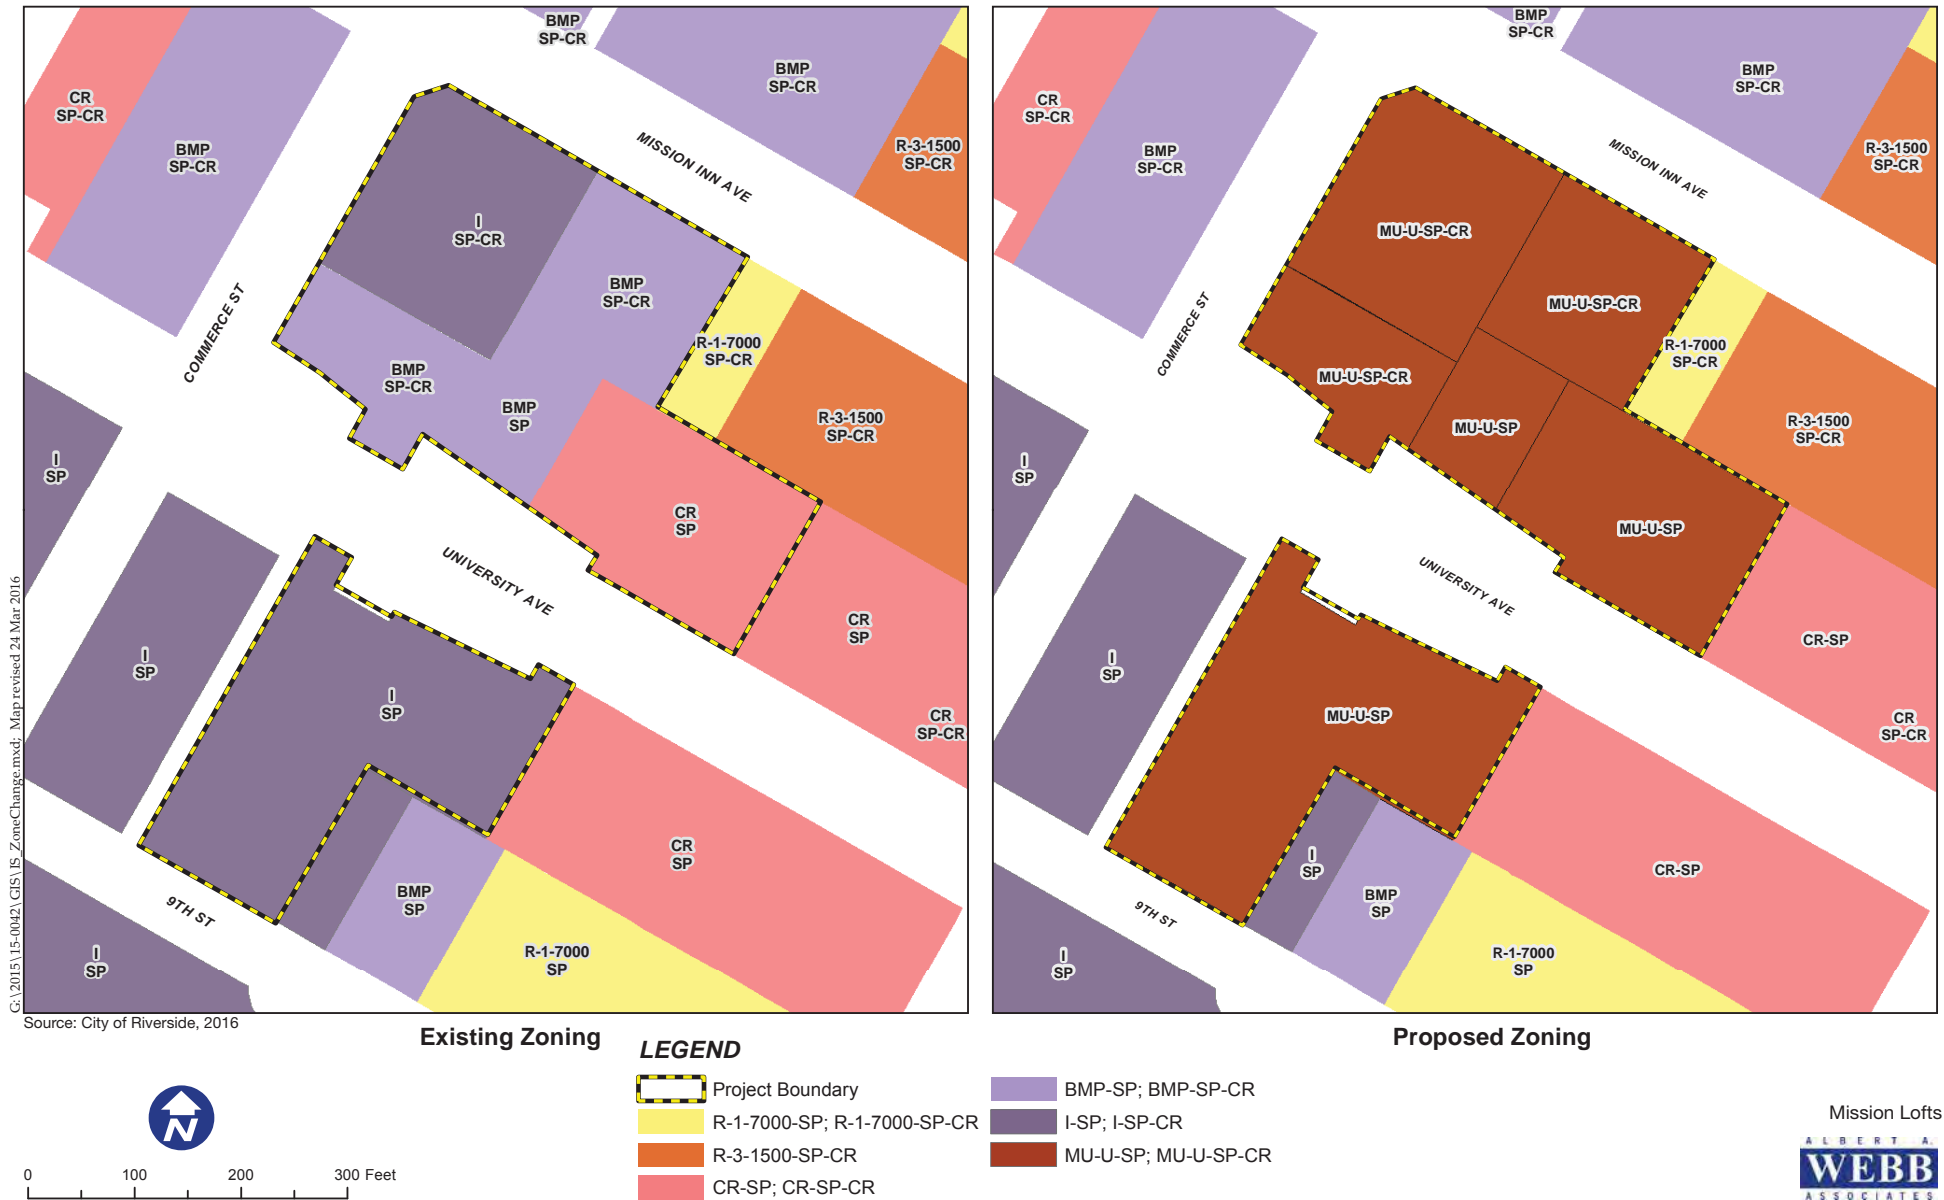 BMP
SP-CR
BMP
SP-CR
CR
SP-CR
BMP
SP-CR
MISSION INN AVE
R-3-1500
SP-CR
I
SP-CR
BMP
SP-CR
COMMERCE ST
R-1-7000
SP-CR
BMP
SP-CR
BMP
SP
R-3-1500
SP-CR
I
SP
CR
SP
UNIVERSITY AVE
CR
SP
I
SP
I
SP
CR
SP-CR
CR
SP
BMP
SP
9TH ST
R-1-7000
SP
I
SP
G:\2015\15-0042\GIS\IS_ZoneChange.mxd; Map revised 24 Mar 2016
Source: City of Riverside, 2016
Existing Zoning
BMP
SP-CR
BMP
SP-CR
CR
SP-CR
BMP
SP-CR
MISSION INN AVE
R-3-1500
SP-CR
MU-U-SP-CR
MU-U-SP-CR
COMMERCE ST
R-1-7000
SP-CR
MU-U-SP-CR
MU-U-SP
R-3-1500
SP-CR
I
SP
MU-U-SP
UNIVERSITY AVE
CR-SP
I
SP
MU-U-SP
CR
SP-CR
I
SP
CR-SP
BMP
SP
9TH ST
R-1-7000
SP
I
SP
Proposed Zoning
LEGEND
Project Boundary
R-1-7000-SP; R-1-7000-SP-CR
R-3-1500-SP-CR
CR-SP; CR-SP-CR
BMP-SP; BMP-SP-CR
I-SP; I-SP-CR
MU-U-SP; MU-U-SP-CR
N
0 100 200 300 Feet
Mission Lofts
ALBERT A.
WEBB
ASSOCIATES